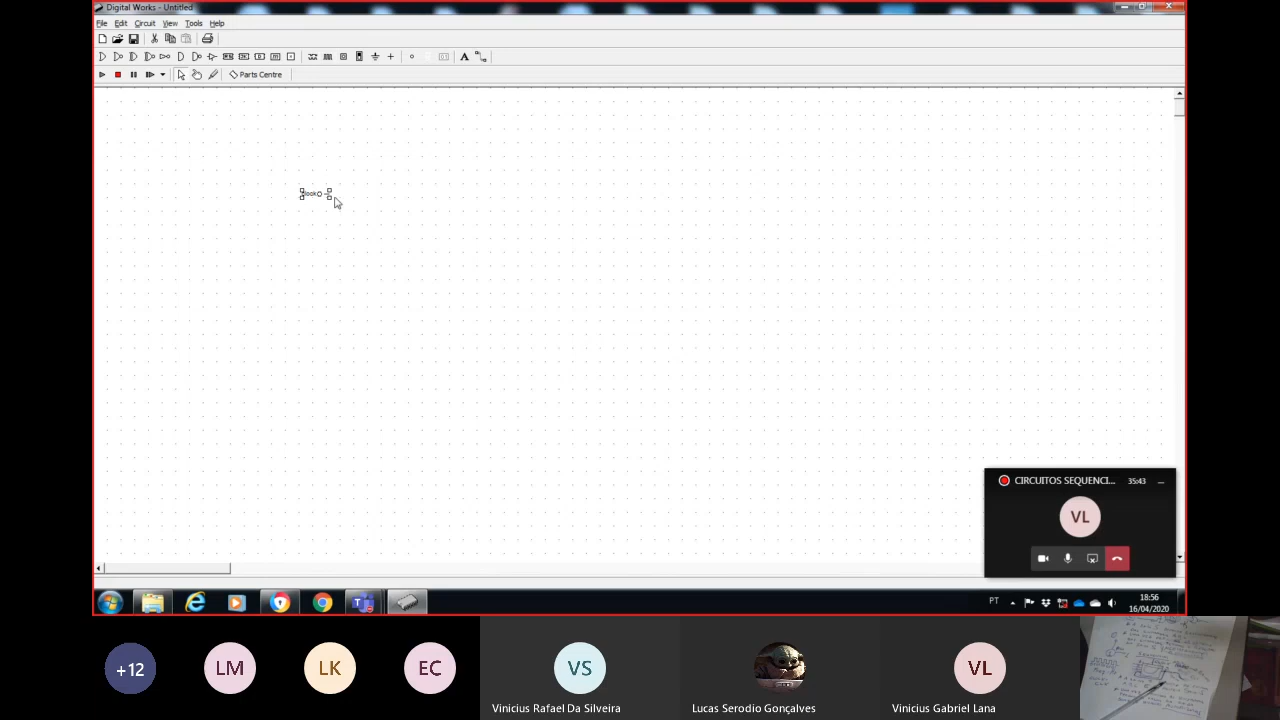 Digital Works - Untitled
File Edit Circuit View Tools Help
A
Parts Centre
CIRCUITOS SEQUENCI... 35:43
VL
PT
18:56
16/04/2020
+12
LM
LK
EC
VS
VL
Vinicius Rafael Da Silveira
Lucas Serodio Gonçalves
Vinicius Gabriel Lana